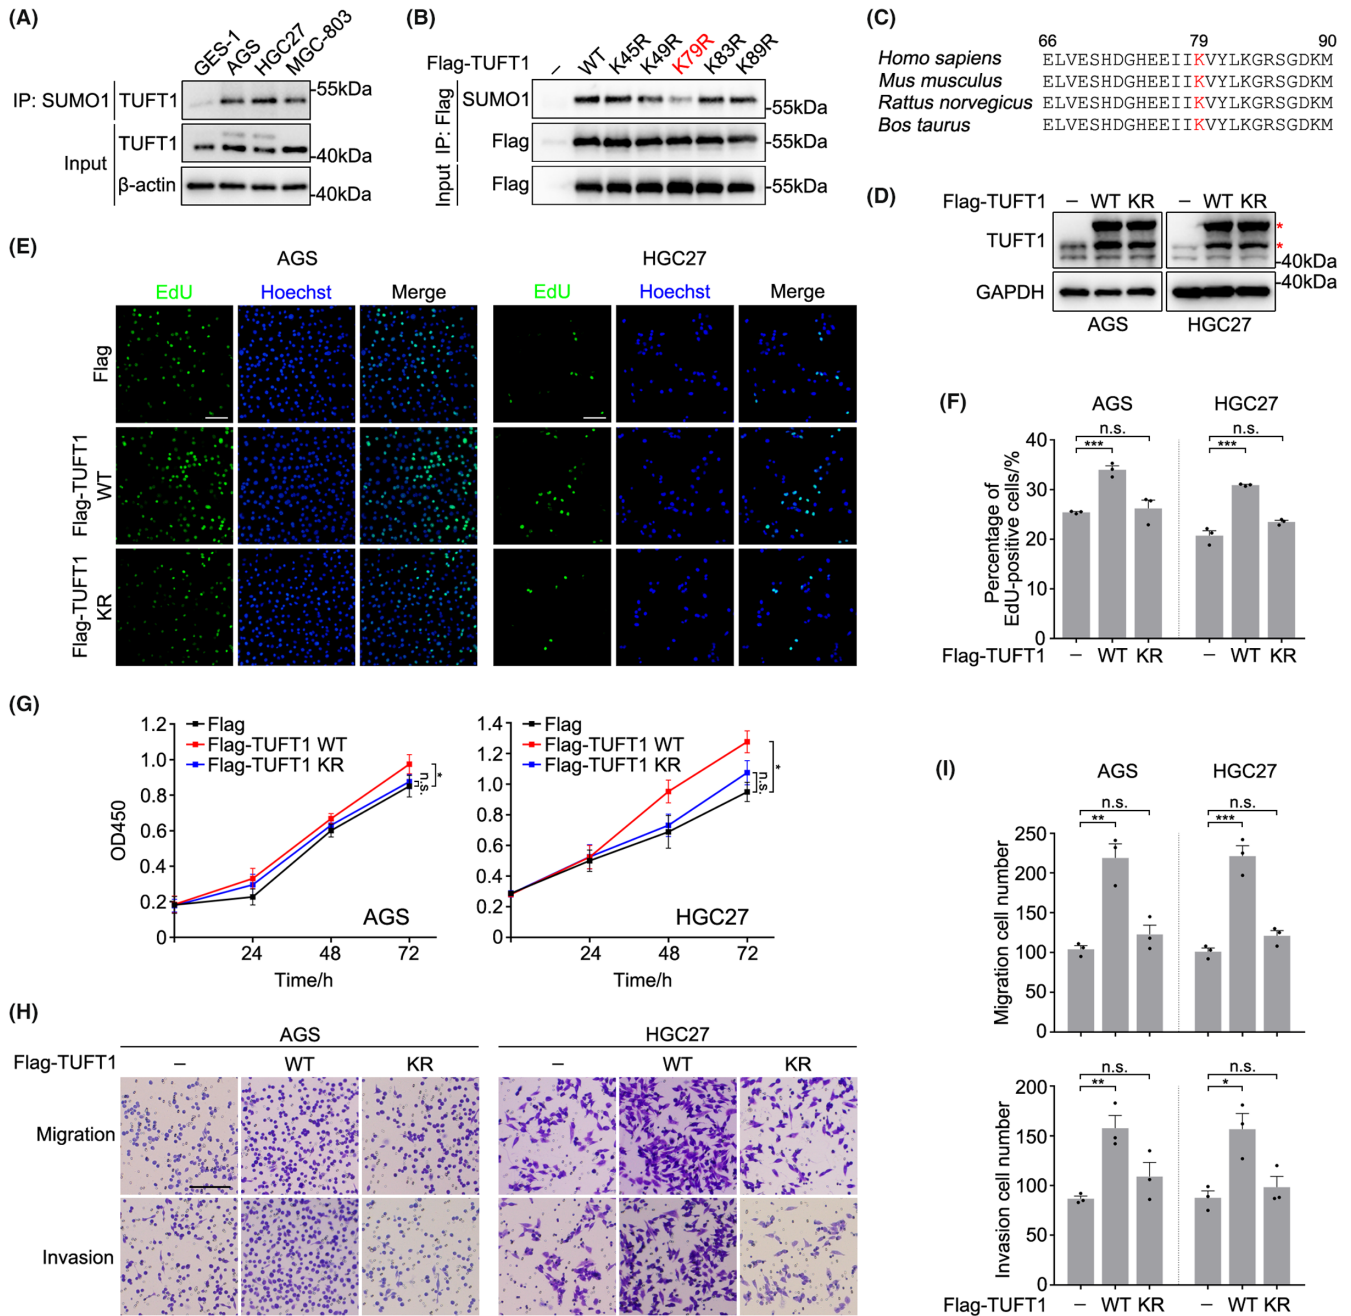 (A)
GES-1
AGS
HGC27
MGC-803
IP: SUMO1
TUFT1
-55kDa
Input
TUFT1
-40kDa
β-actin
-40kDa
(B)
Flag-TUFT1
–
WT
K45R
K49R
K79R
K83R
K89R
IP: Flag
SUMO1
-55kDa
Flag
-55kDa
Input
Flag
-55kDa
(C)
66 79 90
Homo sapiens ELVESHDGHEEIIKVYLKGRSGDKM
Mus musculus ELVESHDGHEEIIKVYLKGRSGDKM
Rattus norvegicus ELVESHDGHEEIIKVYLKGRSGDKM
Bos taurus ELVESHDGHEEIIKVYLKGRSGDKM
(D)
Flag-TUFT1 – WT KR – WT KR
TUFT1
*
*
-40kDa
GAPDH
-40kDa
AGS HGC27
(E)
AGS HGC27
EdU Hoechst Merge EdU Hoechst Merge
Flag
Flag-TUFT1
WT
Flag-TUFT1
KR
(F)
AGS HGC27
n.s. n.s.
*** ***
Percentage of
EdU-positive cells/%
40
30
20
10
0
Flag-TUFT1 – WT KR – WT KR
(G)
OD450
1.2
1.0
0.8
0.6
0.4
0.2
0
Flag
Flag-TUFT1 WT
Flag-TUFT1 KR
n.s.
*
AGS
24 48 72
Time/h
1.4
1.2
1.0
0.8
0.6
0.4
0.2
0
Flag
Flag-TUFT1 WT
Flag-TUFT1 KR
n.s
*
HGC27
24 48 72
Time/h
(H)
AGS HGC27
Flag-TUFT1 – WT KR – WT KR
Migration
Invasion
(I)
AGS HGC27
n.s. n.s.
** ***
Migration cell number
250
200
150
100
50
0
n.s. n.s.
** *
Invasion cell number
200
150
100
50
0
Flag-TUFT1 – WT KR – WT KR